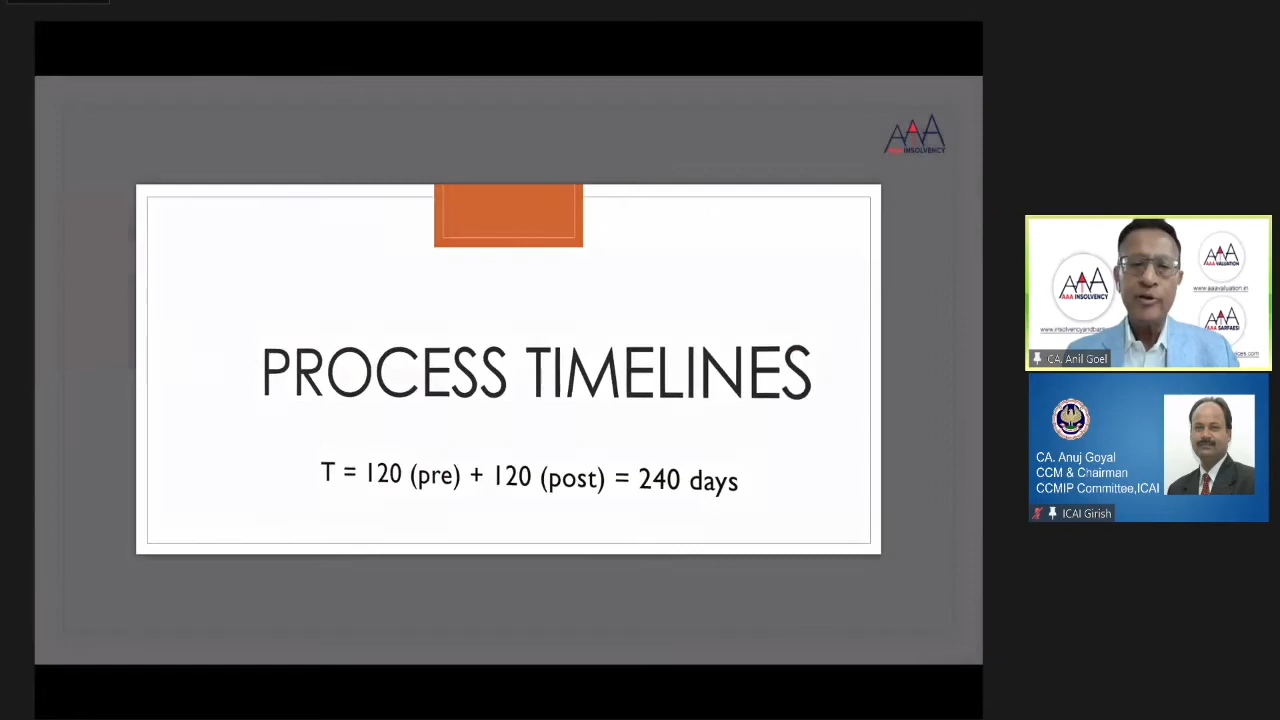 AAA INSOLVENCY
PROCESS TIMELINES
T = 120 (pre) + 120 (post) = 240 days
AAA INSOLVENCY
AAA VALUATION
www.aaavaluation.in
AAA SARFAESI
CA. Anil Goel
CA. Anuj Goyal
CCM & Chairman
CCMIP Committee,ICAI
ICAI Girish